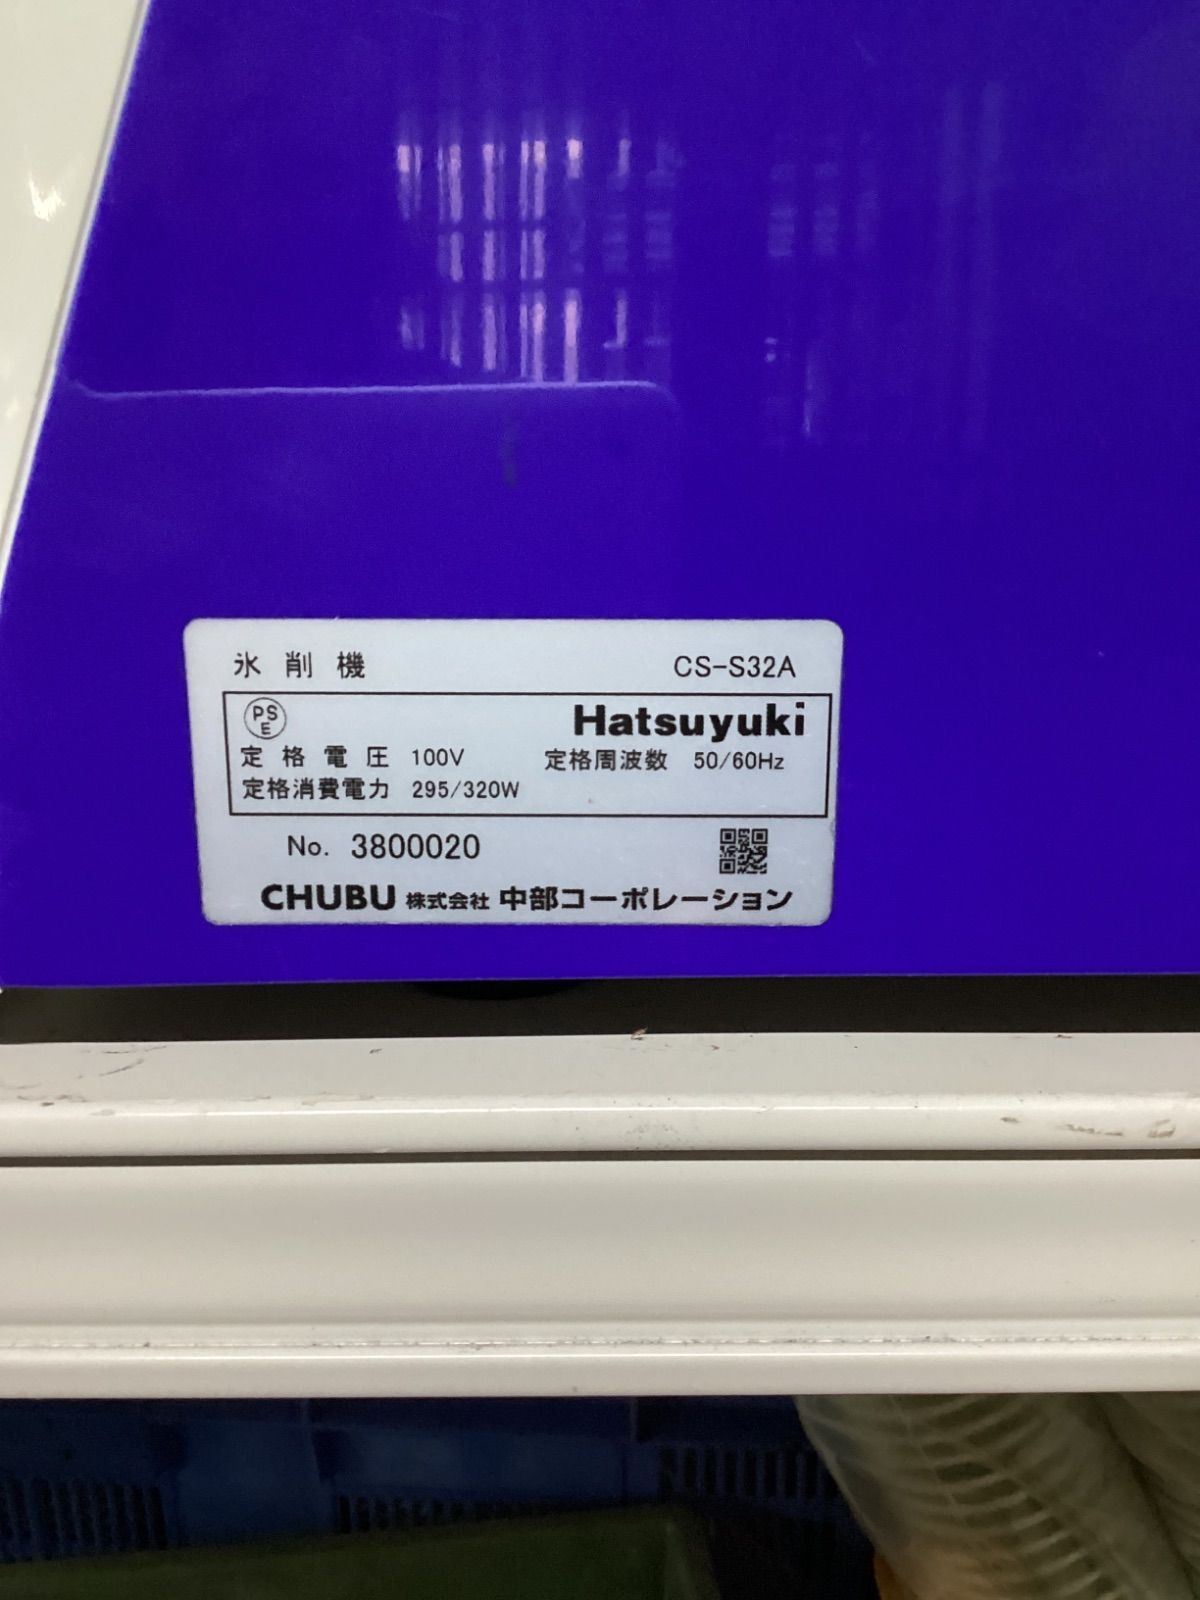 氷削機 CS-S32A
PS E Hatsuyuki
定格電圧 100V 定格周波数 50/60Hz
定格消費電力 295/320W
No. 3800020
CHUBU 株式会社 中部コーポレーション